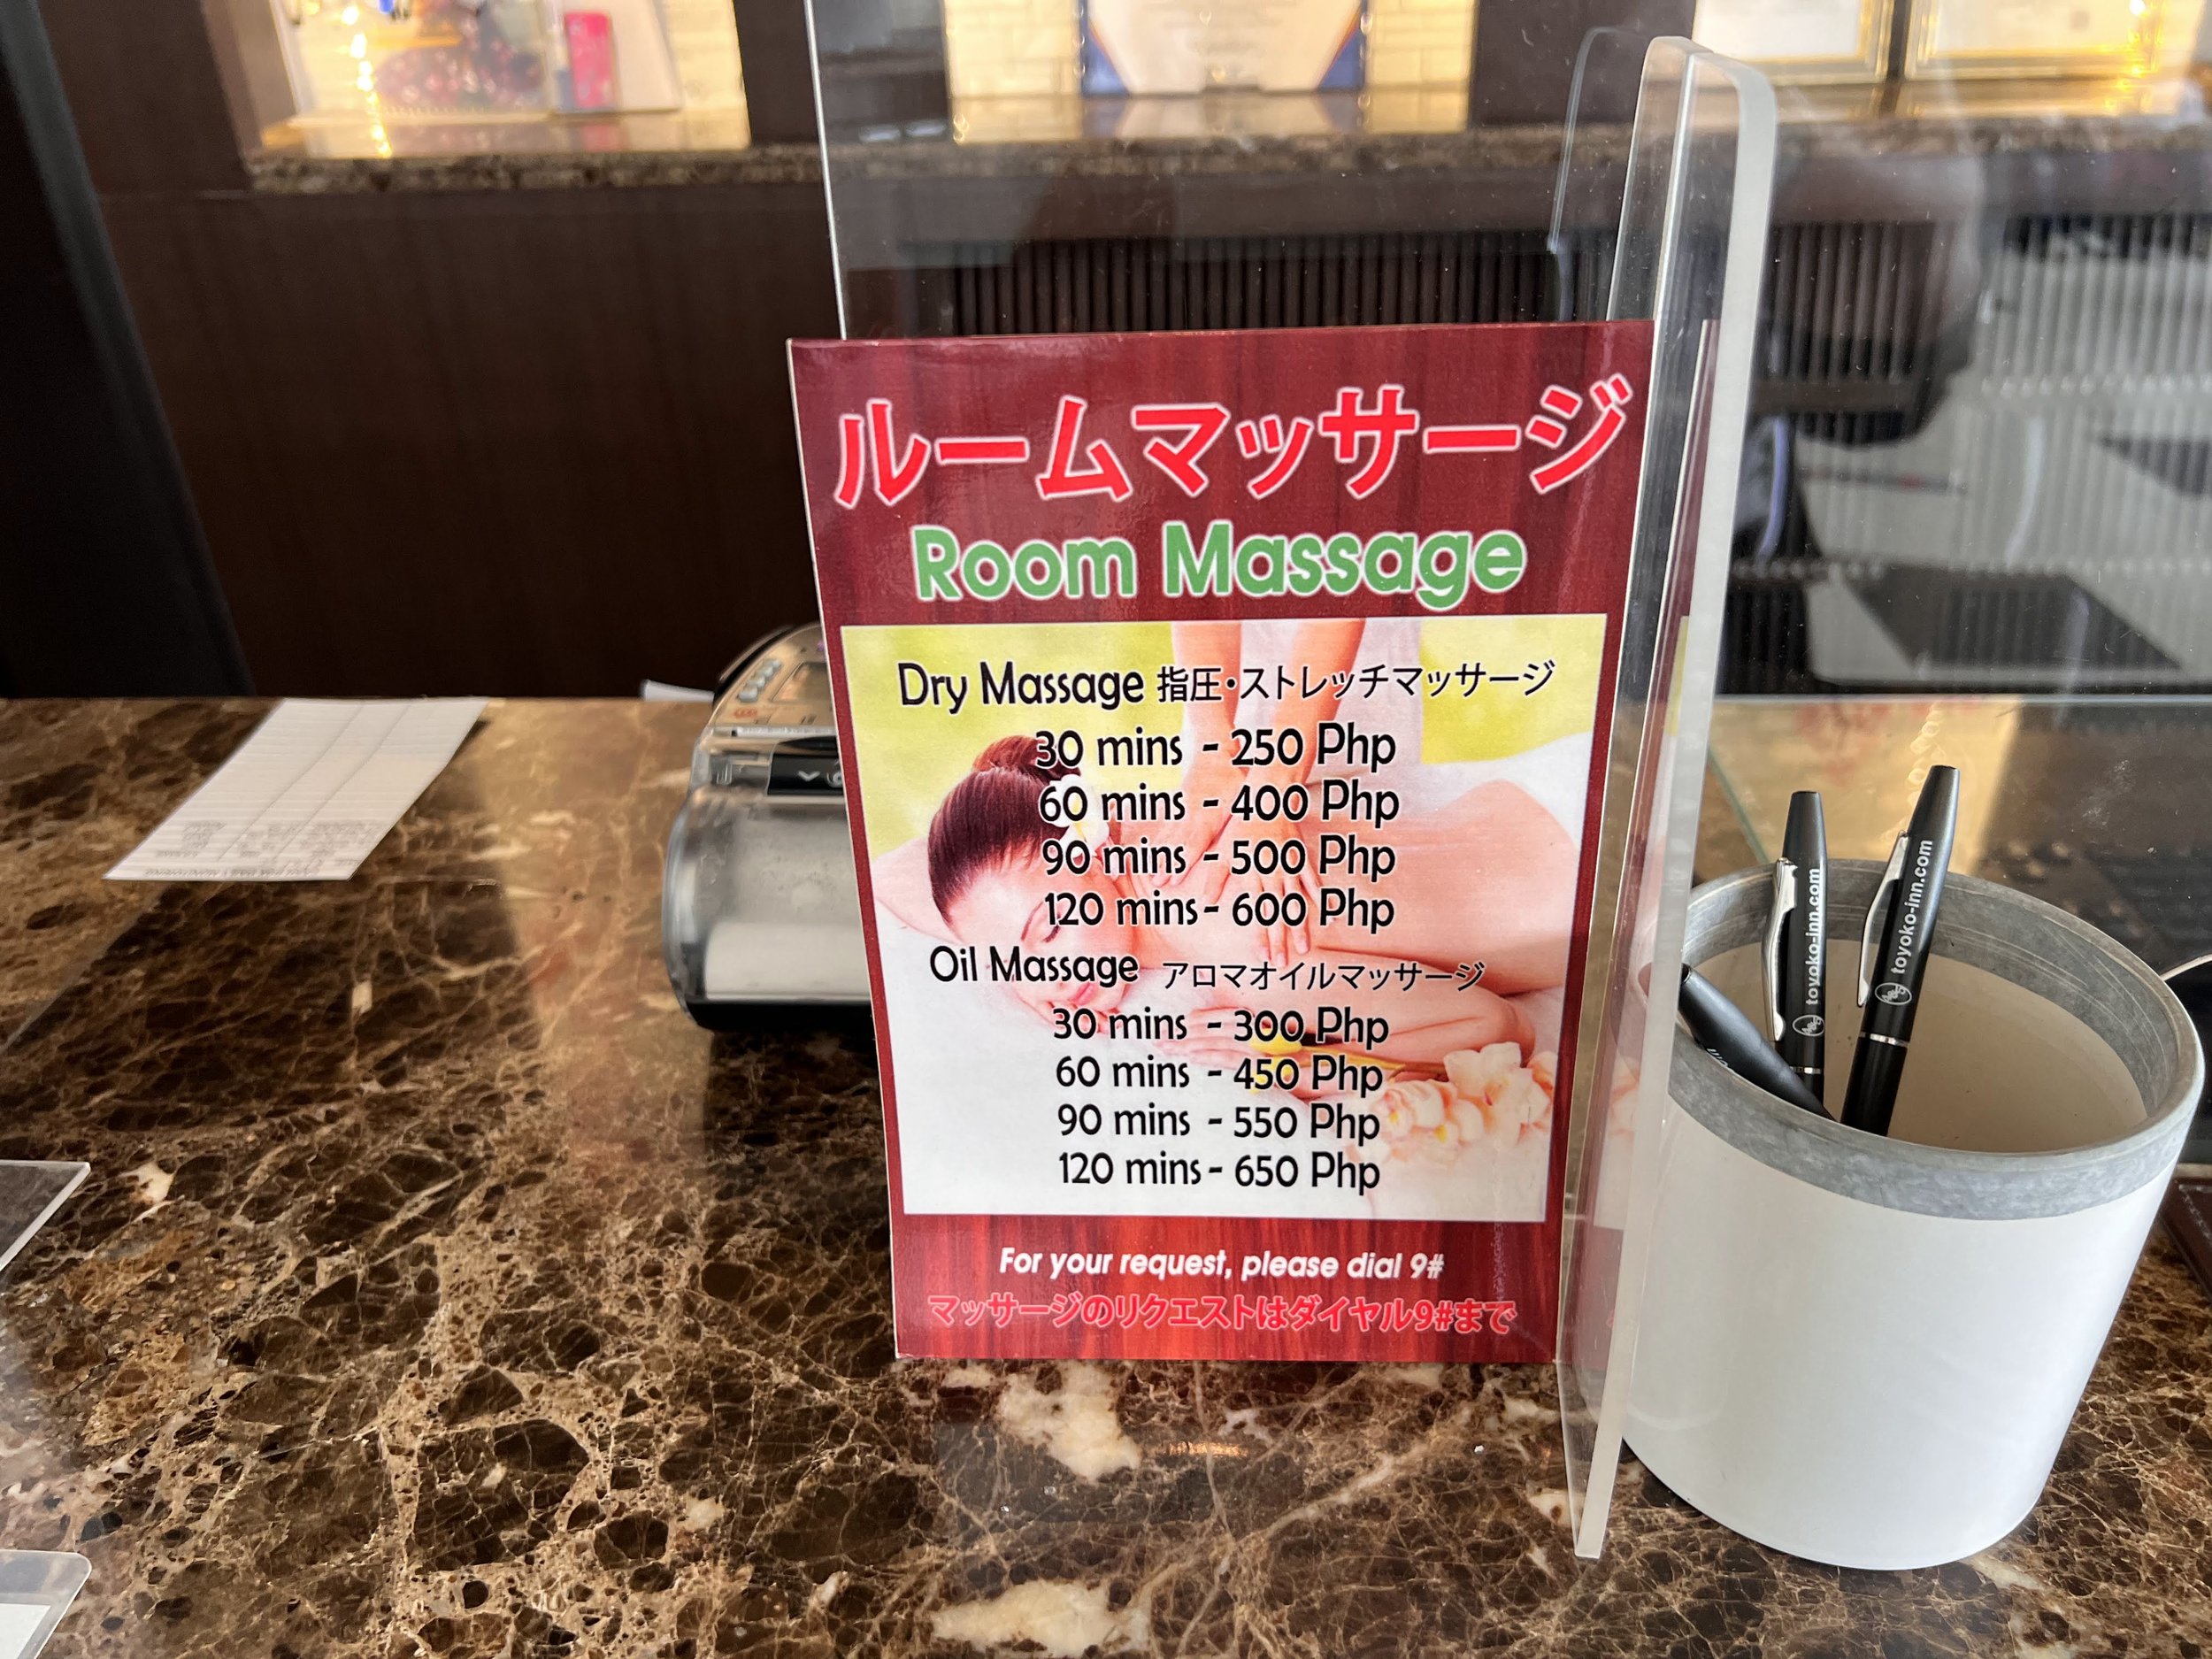 ルームマッサージ
Room Massage
Dry Massage 指圧・ストレッチマッサージ
30 mins - 250 Php
60 mins - 400 Php
90 mins - 500 Php
120 mins - 600 Php
Oil Massage アロマオイルマッサージ
30 mins - 300 Php
60 mins - 450 Php
90 mins - 550 Php
120 mins - 650 Php
For your request, please dial 9#
マッサージのリクエストはダイヤル9#まで
toyoko-inn.com
toyoko-inn.com